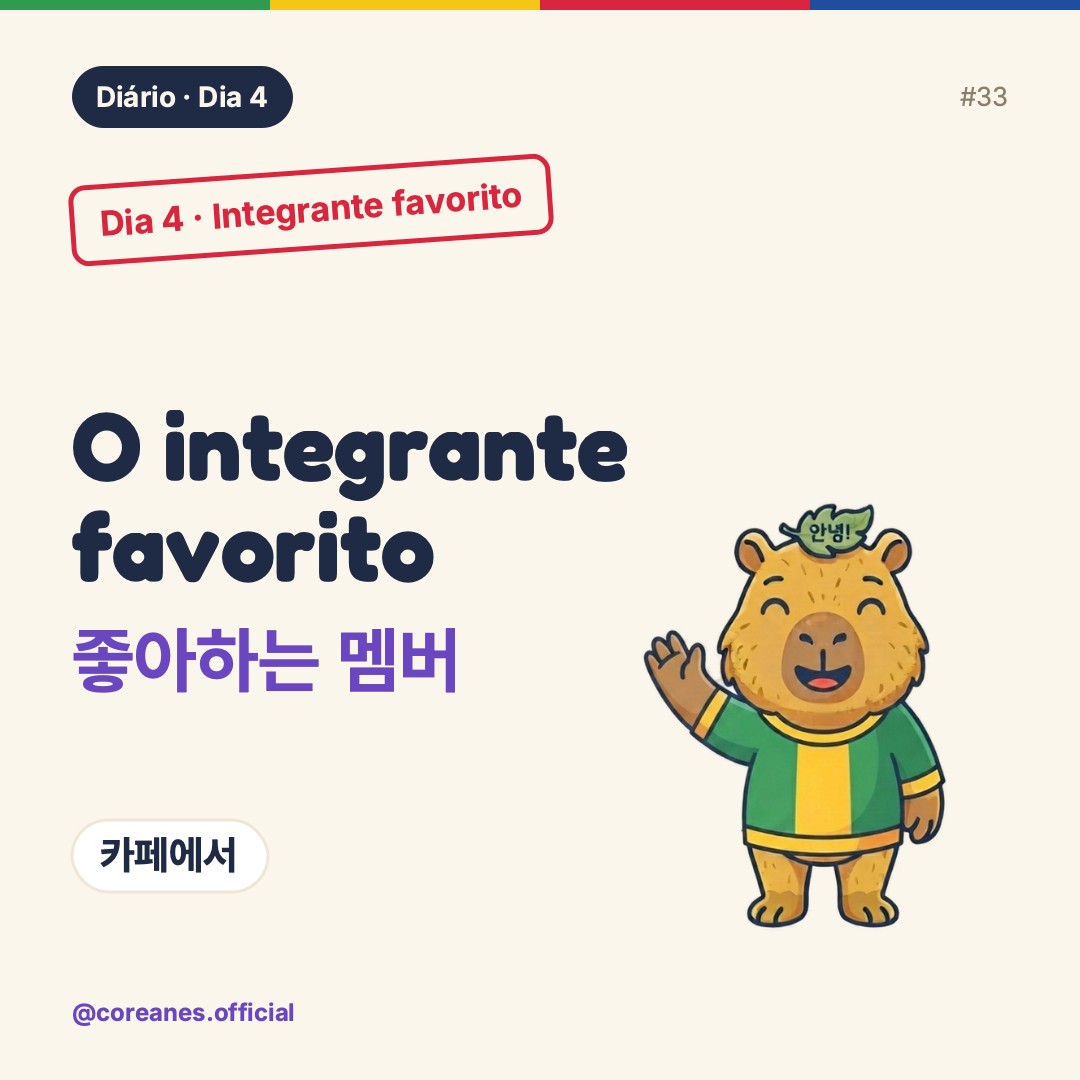 Diário · Dia 4
#33
Dia 4 · Integrante favorito
O integrante
favorito
좋아하는 멤버
안녕!
카페에서
@coreanes.official